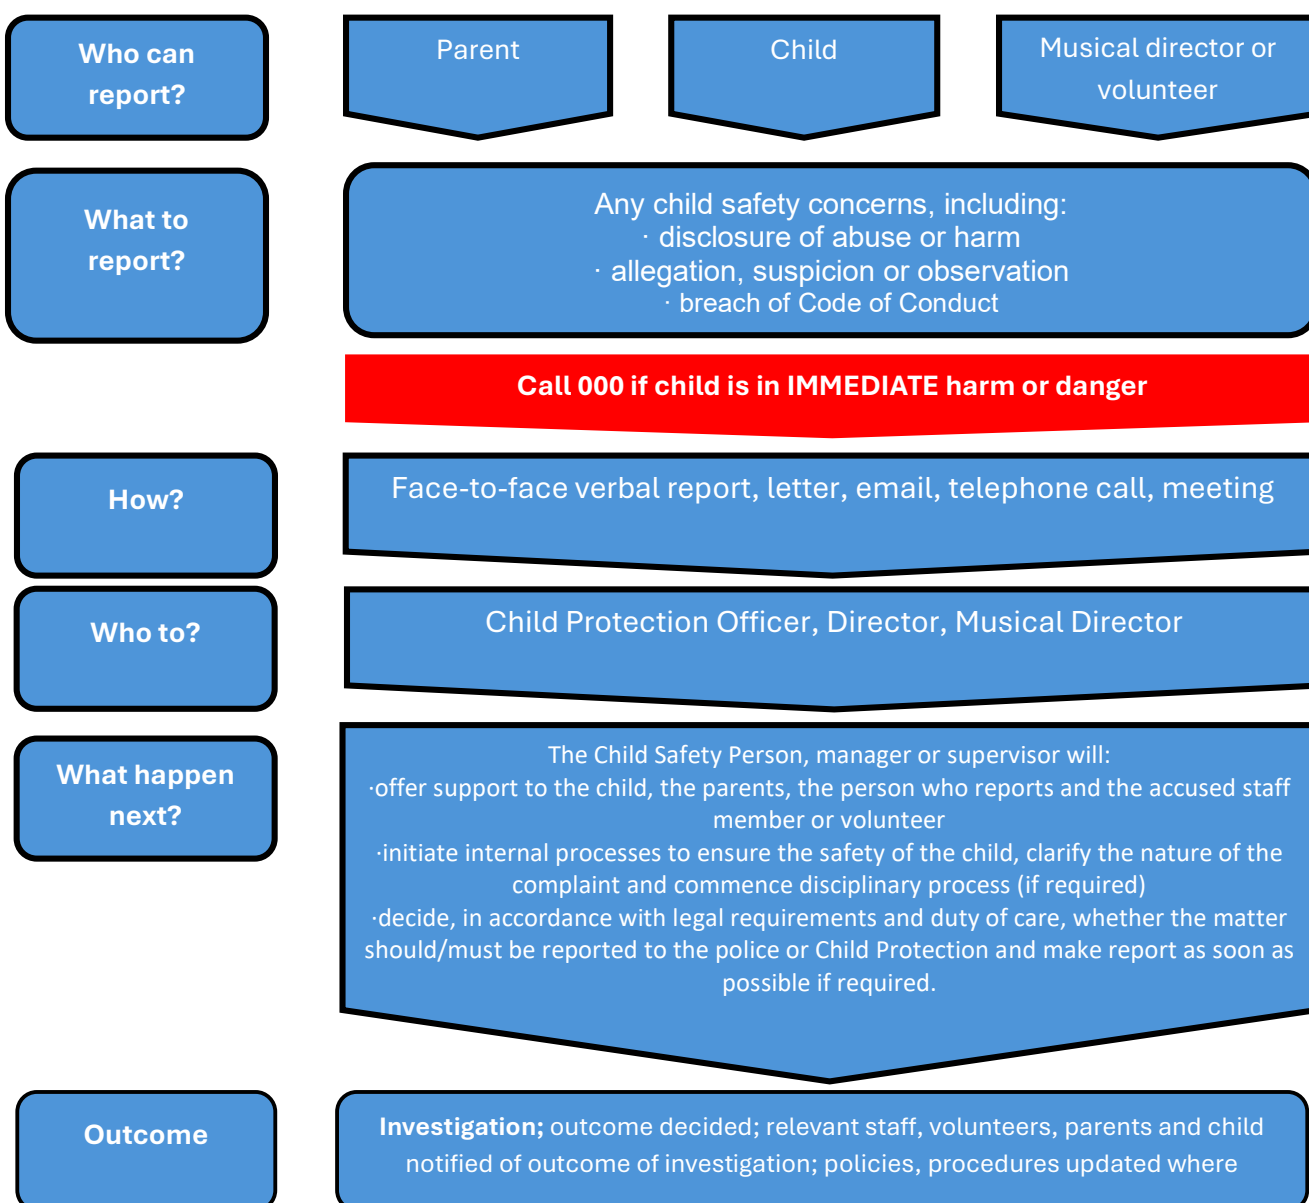 Who can
report?
Parent
Child
Musical director or
volunteer
What to
report?
Any child safety concerns, including:
· disclosure of abuse or harm
· allegation, suspicion or observation
· breach of Code of Conduct
Call 000 if child is in IMMEDIATE harm or danger
How?
Face-to-face verbal report, letter, email, telephone call, meeting
Who to?
Child Protection Officer, Director, Musical Director
What happen
next?
The Child Safety Person, manager or supervisor will:
·offer support to the child, the parents, the person who reports and the accused staff
member or volunteer
·initiate internal processes to ensure the safety of the child, clarify the nature of the
complaint and commence disciplinary process (if required)
·decide, in accordance with legal requirements and duty of care, whether the matter
should/must be reported to the police or Child Protection and make report as soon as
possible if required.
Outcome
Investigation; outcome decided; relevant staff, volunteers, parents and child
notified of outcome of investigation; policies, procedures updated where